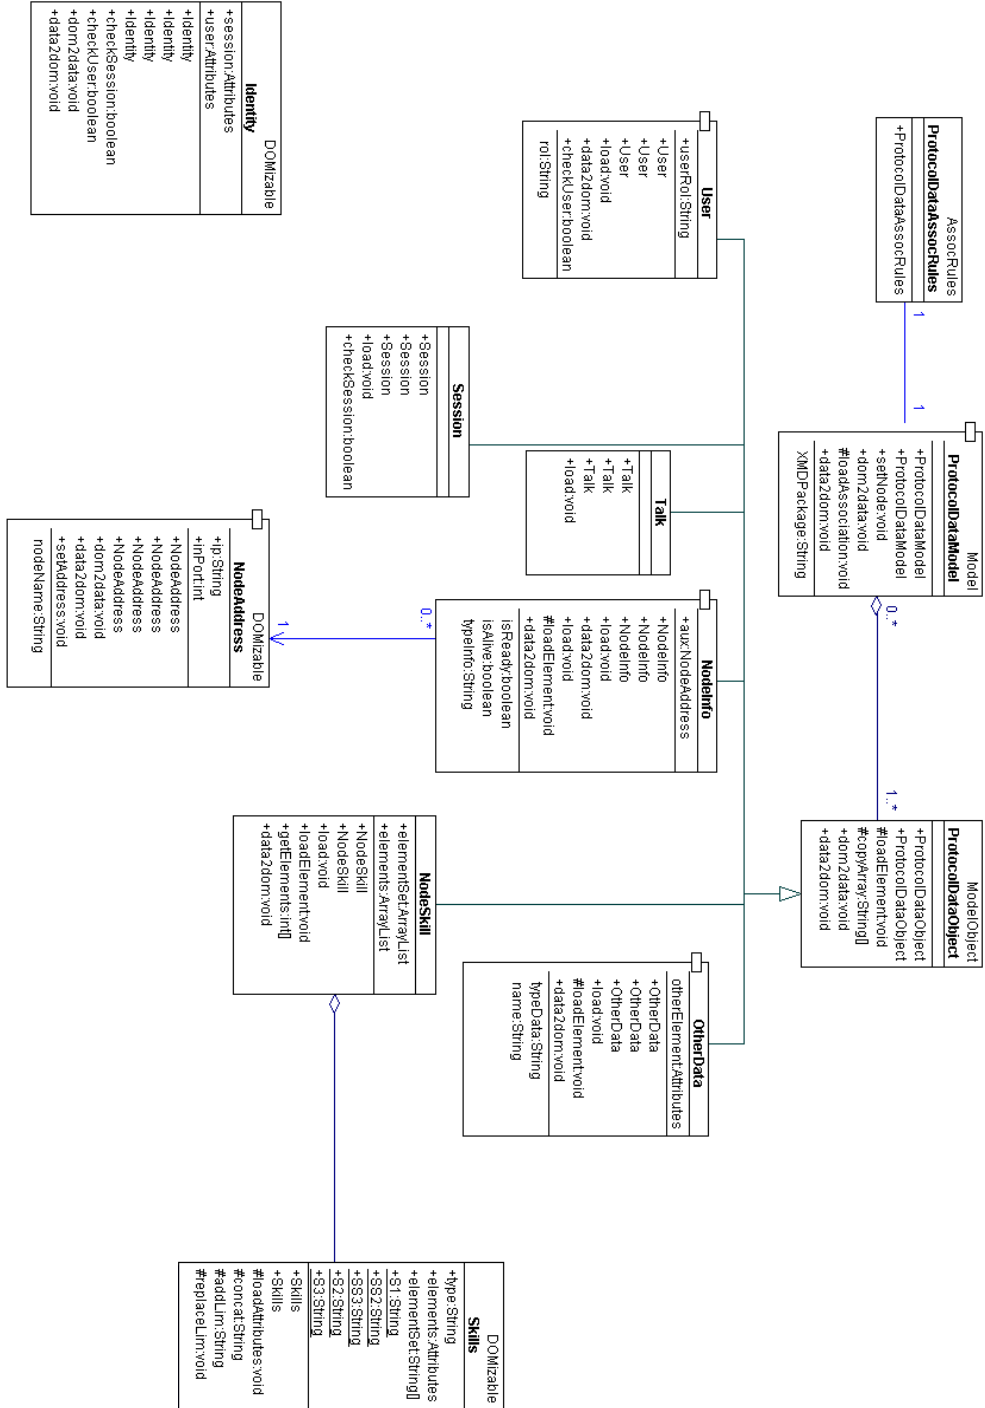 AssocRules
ProtocolDataAssocRules
+ProtocolDataAssocRules
1
1
Model
ProtocolDataModel
+ProtocolDataModel
+ProtocolDataModel
+setNode:void
+dom2data:void
#loadAssociation:void
+data2dom:void
XMDPackage:String
0..*
1..*
ModelObject
ProtocolDataObject
+ProtocolDataObject
+ProtocolDataObject
#loadElement:void
#copyArray:String[]
+dom2data:void
+data2dom:void
User
+userRol:String
+User
+User
+User
+load:void
+data2dom:void
+checkUser:boolean
rol:String
Session
+Session
+Session
+Session
+load:void
+checkSession:boolean
Talk
+Talk
+Talk
+Talk
+load:void
NodeInfo
+aux:NodeAddress
+NodeInfo
+NodeInfo
+NodeInfo
+load:void
+data2dom:void
+load:void
#loadElement:void
+data2dom:void
isReady:boolean
isAlive:boolean
typeInfo:String
NodeSkill
+elementSet:ArrayList
+elements:ArrayList
+NodeSkill
+NodeSkill
+load:void
+loadElement:void
+getElements:int[]
+data2dom:void
OtherData
otherElement:Attributes
+OtherData
+OtherData
+OtherData
+load:void
#loadElement:void
+data2dom:void
typeData:String
name:String
DOMizable
Identity
+session:Attributes
+user:Attributes
+Identity
+Identity
+Identity
+Identity
+checkSession:boolean
+checkUser:boolean
+dom2data:void
+data2dom:void
0..*
1
DOMizable
NodeAddress
+ip:String
+inPort:int
+NodeAddress
+NodeAddress
+NodeAddress
+NodeAddress
+dom2data:void
+data2dom:void
+setAddress:void
nodeName:String
DOMizable
Skills
+type:String
+elements:Attributes
+elementSet:String[]
+S1:String
+SS2:String
+SS3:String
+S2:String
+S3:String
+Skills
+Skills
#loadAttributes:void
#concat:String
#addLim:String
#replaceLim:void